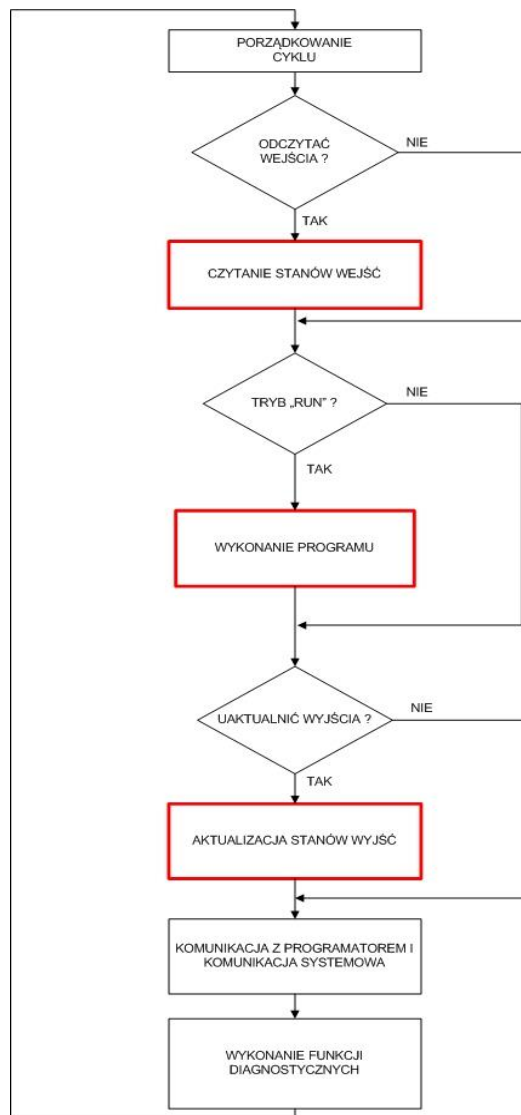 PORZĄDKOWANIE
CYKLU
ODCZYTAĆ
WEJŚCIA ?
NIE
TAK
CZYTANIE STANÓW WEJŚĆ
TRYB „RUN” ?
NIE
TAK
WYKONANIE PROGRAMU
UAKTUALNIĆ WYJŚCIA ?
NIE
TAK
AKTUALIZACJA STANÓW WYJŚĆ
KOMUNIKACJA Z PROGRAMATOREM I
KOMUNIKACJA SYSTEMOWA
WYKONANIE FUNKCJI
DIAGNOSTYCZNYCH